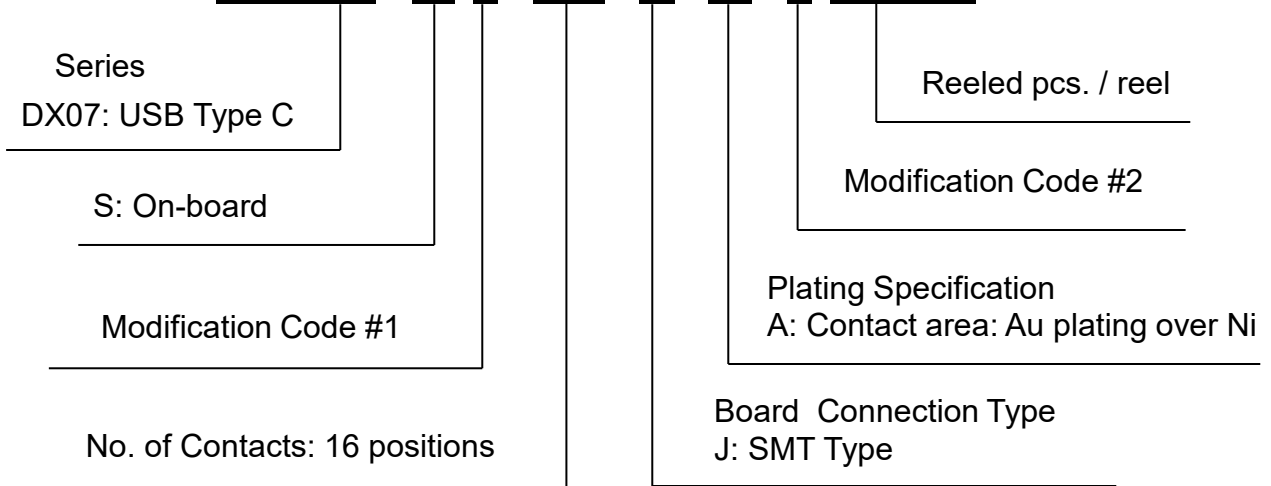 Series
DX07: USB Type C
S: On-board
Modification Code #1
No. of Contacts: 16 positions
Reeled pcs. / reel
Modification Code #2
Plating Specification
A: Contact area: Au plating over Ni
Board Connection Type
J: SMT Type